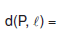 d(P, ℓ) =